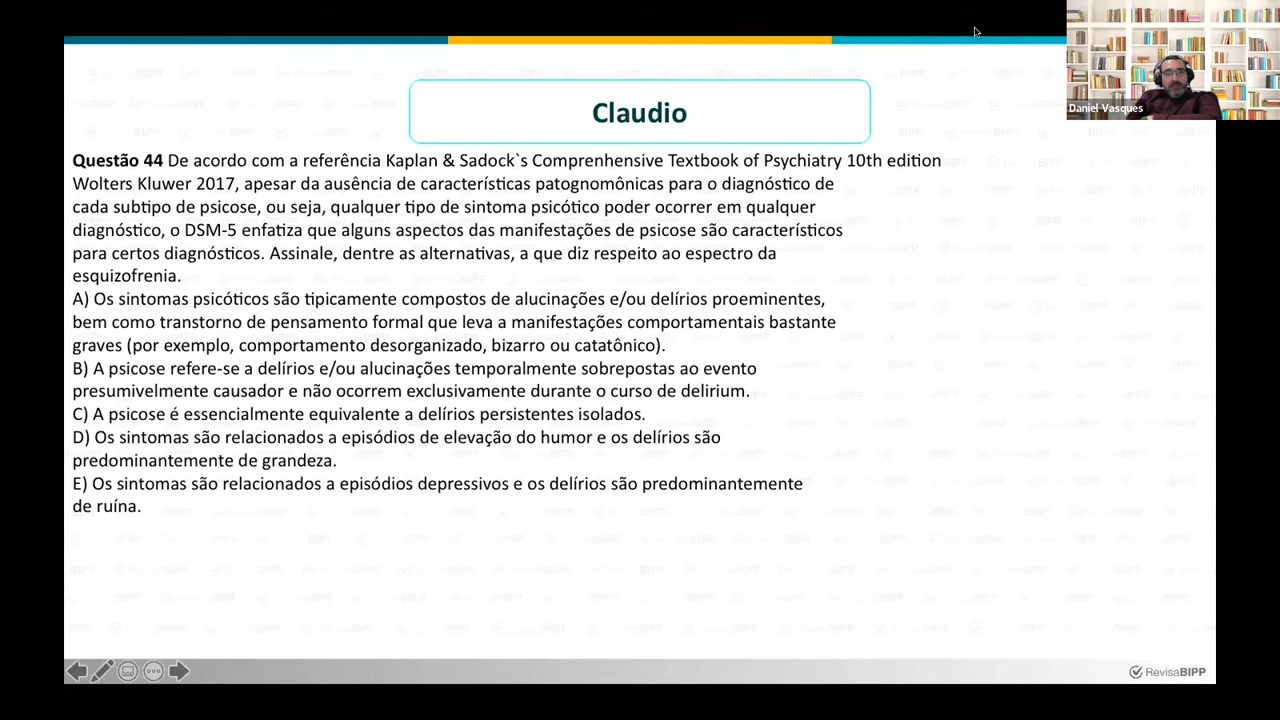 Daniel Vasques
Claudio
Questão 44 De acordo com a referência Kaplan & Sadock`s Comprenhensive Textbook of Psychiatry 10th edition
Wolters Kluwer 2017, apesar da ausência de características patognomônicas para o diagnóstico de
cada subtipo de psicose, ou seja, qualquer tipo de sintoma psicótico poder ocorrer em qualquer
diagnóstico, o DSM-5 enfatiza que alguns aspectos das manifestações de psicose são característicos
para certos diagnósticos. Assinale, dentre as alternativas, a que diz respeito ao espectro da
esquizofrenia.
A) Os sintomas psicóticos são tipicamente compostos de alucinações e/ou delírios proeminentes,
bem como transtorno de pensamento formal que leva a manifestações comportamentais bastante
graves (por exemplo, comportamento desorganizado, bizarro ou catatônico).
B) A psicose refere-se a delírios e/ou alucinações temporalmente sobrepostas ao evento
presumivelmente causador e não ocorrem exclusivamente durante o curso de delirium.
C) A psicose é essencialmente equivalente a delírios persistentes isolados.
D) Os sintomas são relacionados a episódios de elevação do humor e os delírios são
predominantemente de grandeza.
E) Os sintomas são relacionados a episódios depressivos e os delírios são predominantemente
de ruína.
RevisaBIPP